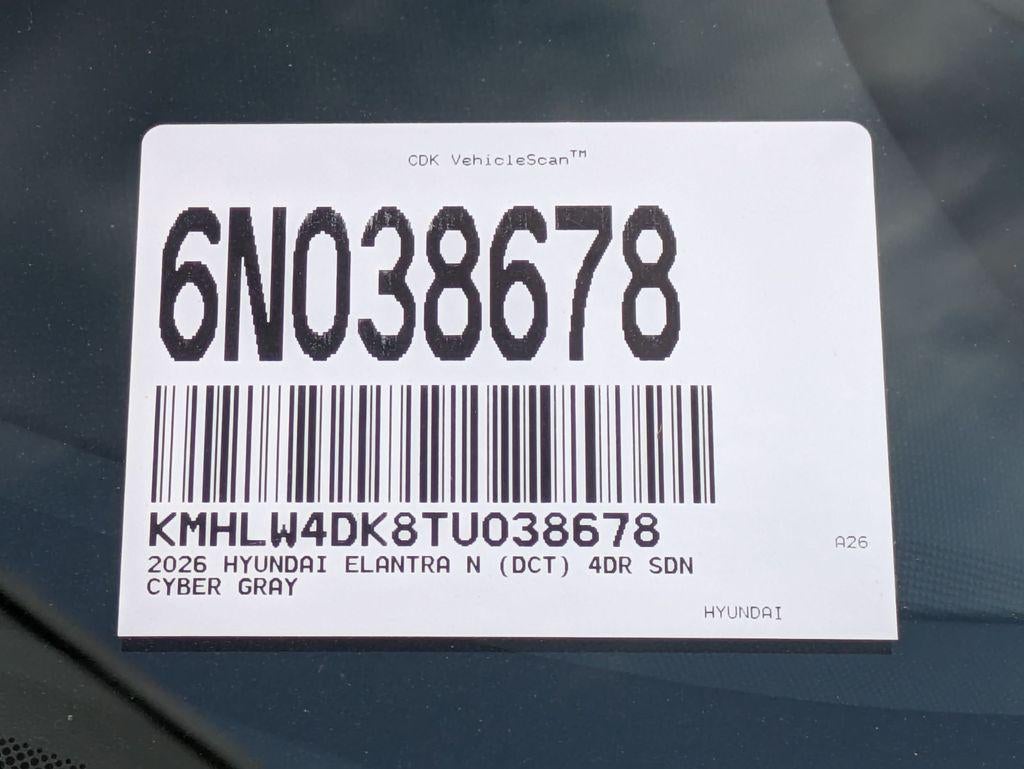 CDK VehicleScan™
6N038678
KMHLW4DK8TU038678
2026 HYUNDAI ELANTRA N (DCT) 4DR SDN
CYBER GRAY
A26
HYUNDAI